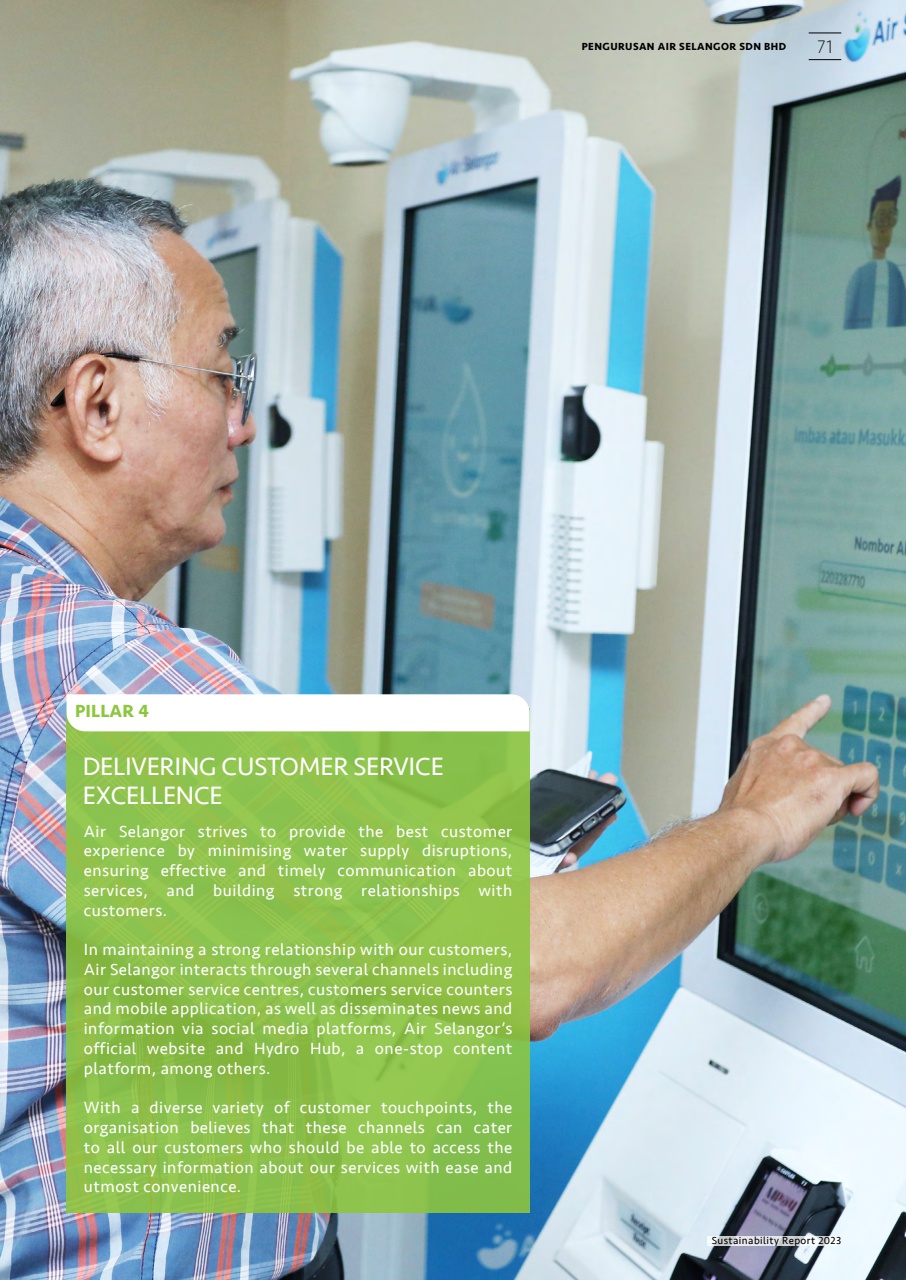 PENGURUSAN AIR SELANGOR SDN BHD
71
Air Selangor
Imbas atau
Nombor
2203287710
1 2
5
9
0
PILLAR 4
DELIVERING CUSTOMER SERVICE
EXCELLENCE
Air Selangor strives to provide the best customer
experience by minimising water supply disruptions,
ensuring effective and timely communication about
services, and building strong relationships with
customers.
In maintaining a strong relationship with our customers,
Air Selangor interacts through several channels including
our customer service centres, customers service counters
and mobile application, as well as disseminates news and
information via social media platforms, Air Selangor’s
official website and Hydro Hub, a one-stop content
platform, among others.
With a diverse variety of customer touchpoints, the
organisation believes that these channels can cater
to all our customers who should be able to access the
necessary information about our services with ease and
utmost convenience.
Sustainability Report 2023